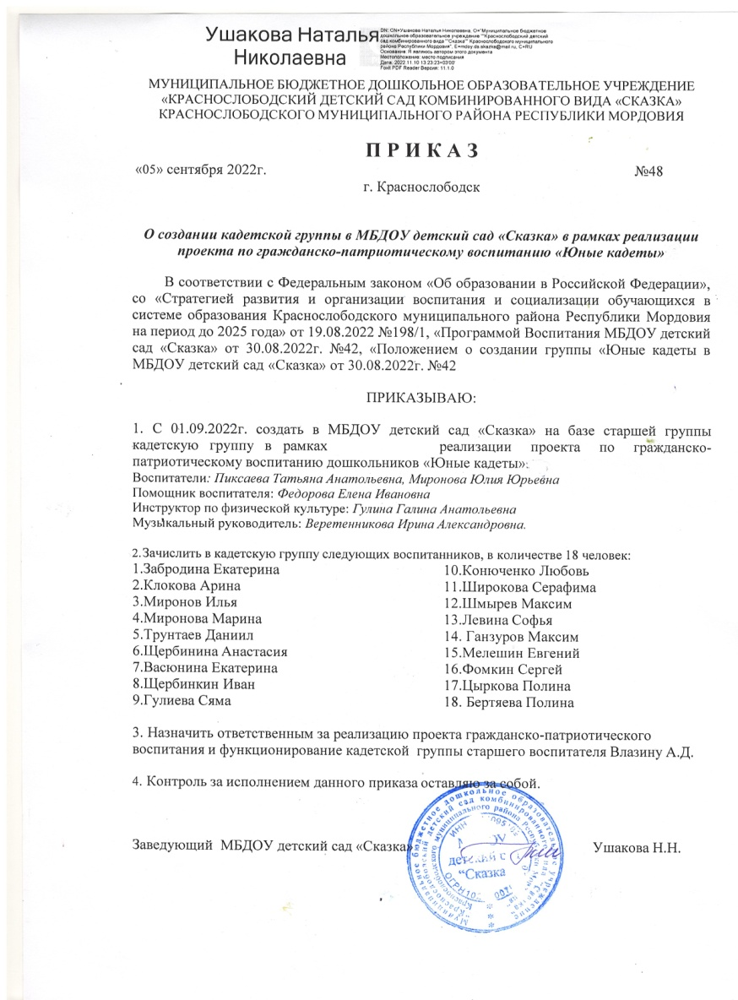 Ушакова Наталья
Николаевна
DN: CN=Ушакова Наталья Николаевна, O="Муниципальное бюджетное
дошкольное образовательное учреждение ""Краснослободский детский
сад комбинированного вида ""Сказка"" Краснослободского муниципального
района Республики Мордовия", E=mdoy ds.skazka@mail.ru, C=RU
Основание: Я являюсь автором этого документа
Местоположение: место подписания
Дата: 2022.11.10 13:23:23+03'00'
Foxit PDF Reader Версия: 11.1.0
МУНИЦИПАЛЬНОЕ БЮДЖЕТНОЕ ДОШКОЛЬНОЕ ОБРАЗОВАТЕЛЬНОЕ УЧРЕЖДЕНИЕ
«КРАСНОСЛОБОДСКИЙ ДЕТСКИЙ САД КОМБИНИРОВАННОГО ВИДА «СКАЗКА»
КРАСНОСЛОБОДСКОГО МУНИЦИПАЛЬНОГО РАЙОНА РЕСПУБЛИКИ МОРДОВИЯ
П Р И К А З
«05» сентября 2022г. №48
г. Краснослободск
О создании кадетской группы в МБДОУ детский сад «Сказка» в рамках реализации
проекта по гражданско-патриотическому воспитанию «Юные кадеты»
В соответствии с Федеральным законом «Об образовании в Российской Федерации»,
со «Стратегией развития и организации воспитания и социализации обучающихся в
системе образования Краснослободского муниципального района Республики Мордовия
на период до 2025 года» от 19.08.2022 №198/1, «Программой Воспитания МБДОУ детский
сад «Сказка» от 30.08.2022г. №42, «Положением о создании группы «Юные кадеты в
МБДОУ детский сад «Сказка» от 30.08.2022г. №42
ПРИКАЗЫВАЮ:
1. С 01.09.2022г. создать в МБДОУ детский сад «Сказка» на базе старшей группы
кадетскую группу в рамках реализации проекта по гражданско-
патриотическому воспитанию дошкольников «Юные кадеты».
Воспитатели: Пиксаева Татьяна Анатольевна, Миронова Юлия Юрьевна
Помощник воспитателя: Федорова Елена Ивановна
Инструктор по физической культуре: Гулина Галина Анатольевна
Музыкальный руководитель: Веретенникова Ирина Александровна.
2.Зачислить в кадетскую группу следующих воспитанников, в количестве 18 человек:
1.Забродина Екатерина
2.Клокова Арина
3.Миронов Илья
4.Миронова Марина
5.Трунтаев Даниил
6.Щербинина Анастасия
7.Васюнина Екатерина
8.Щербинкин Иван
9.Гулиева Сяма
10.Конюченко Любовь
11.Широкова Серафима
12.Шмырев Максим
13.Левина Софья
14. Ганзуров Максим
15.Мелешин Евгений
16.Фомкин Сергей
17.Цыркова Полина
18. Бертяева Полина
3. Назначить ответственным за реализацию проекта гражданско-патриотического
воспитания и функционирование кадетской группы старшего воспитателя Влазину А.Д.
4. Контроль за исполнением данного приказа оставляю за собой.
Заведующий МБДОУ детский сад «Сказка» Ушакова Н.Н.
Муниципальное бюджетное дошкольное образовательное учреждение
детский с
"Сказка